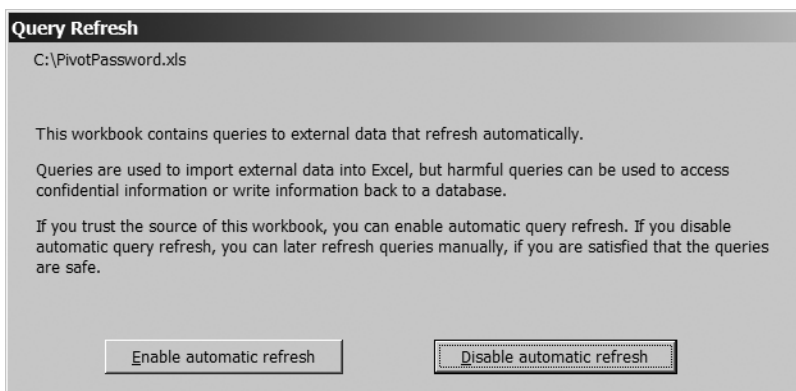 Query Refresh
C:\PivotPassword.xls
This workbook contains queries to external data that refresh automatically.
Queries are used to import external data into Excel, but harmful queries can be used to access
confidential information or write information back to a database.
If you trust the source of this workbook, you can enable automatic query refresh. If you disable
automatic query refresh, you can later refresh queries manually, if you are satisfied that the queries
are safe.
Enable automatic refresh Disable automatic refresh